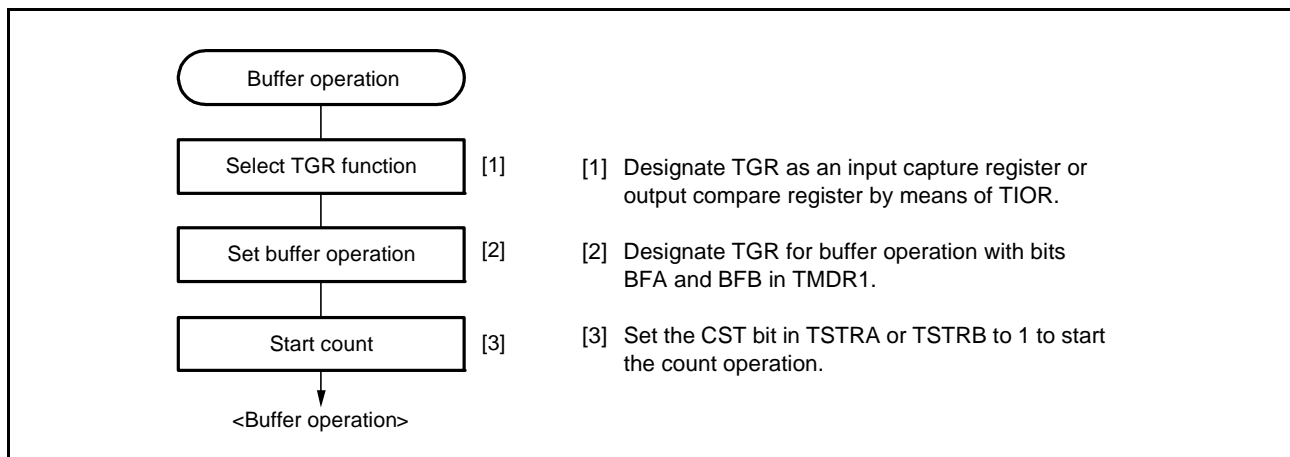 Buffer operation
Select TGR function
[1]
[1] Designate TGR as an input capture register or
output compare register by means of TIOR.
Set buffer operation
[2]
[2] Designate TGR for buffer operation with bits
BFA and BFB in TMDR1.
Start count
[3]
[3] Set the CST bit in TSTRA or TSTRB to 1 to start
the count operation.
<Buffer operation>